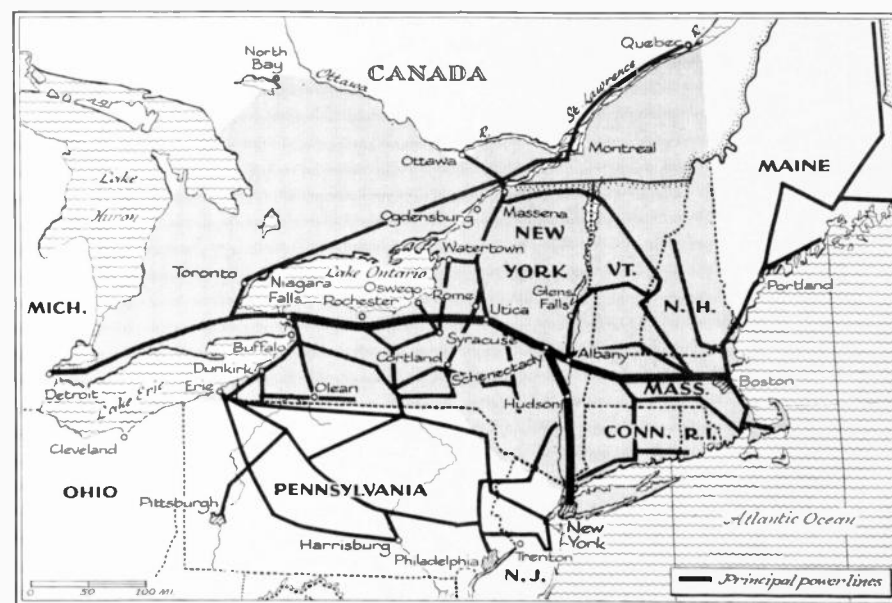 North
Bay
Ottawa
R.
CANADA
Quebec
R.
St Lawrence
Ottawa
Montreal
MAINE
Lake
Huron
Ogdensburg
Massena
NEW
YORK
Watertown
VT.
Toronto
Niagara
Falls
Lake Ontario
Oswego
Rome
Glens
Falls
N. H.
Portland
MICH.
Rochester
Utica
Buffalo
Syracuse
Albany
Dunkirk
Cortland
Schenectady
MASS.
Boston
Detroit
Lake Erie
Erie
Olean
Hudson
CONN.
R.I.
Cleveland
OHIO
Pittsburgh
PENNSYLVANIA
Harrisburg
Philadelphia
Trenton
New
York
N. J.
Atlantic Ocean
0 50 100 MI.
Principal power lines